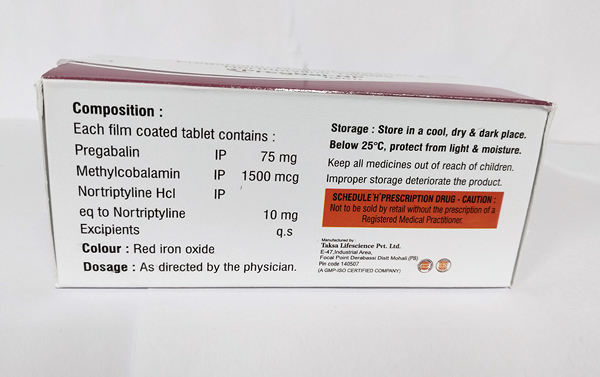 Composition :
Each film coated tablet contains :
Pregabalin IP 75 mg
Methylcobalamin IP 1500 mcg
Nortriptyline Hcl IP
eq to Nortriptyline 10 mg
Excipients q.s
Colour : Red iron oxide
Dosage : As directed by the physician.
Storage : Store in a cool, dry & dark place.
Below 25°C, protect from light & moisture.
Keep all medicines out of reach of children.
Improper storage deteriorate the product.
SCHEDULE 'H' PRESCRIPTION DRUG - CAUTION :
Not to be sold by retail without the prescription of a
Registered Medical Practitioner.
Manufactured by :
Taksa Lifescience Pvt. Ltd.
E-47, Industrial Area,
Focal Point Derabassi Distt Mohali.(PB)
Pin code 140507
(A GMP-ISO CERTIFIED COMPANY)